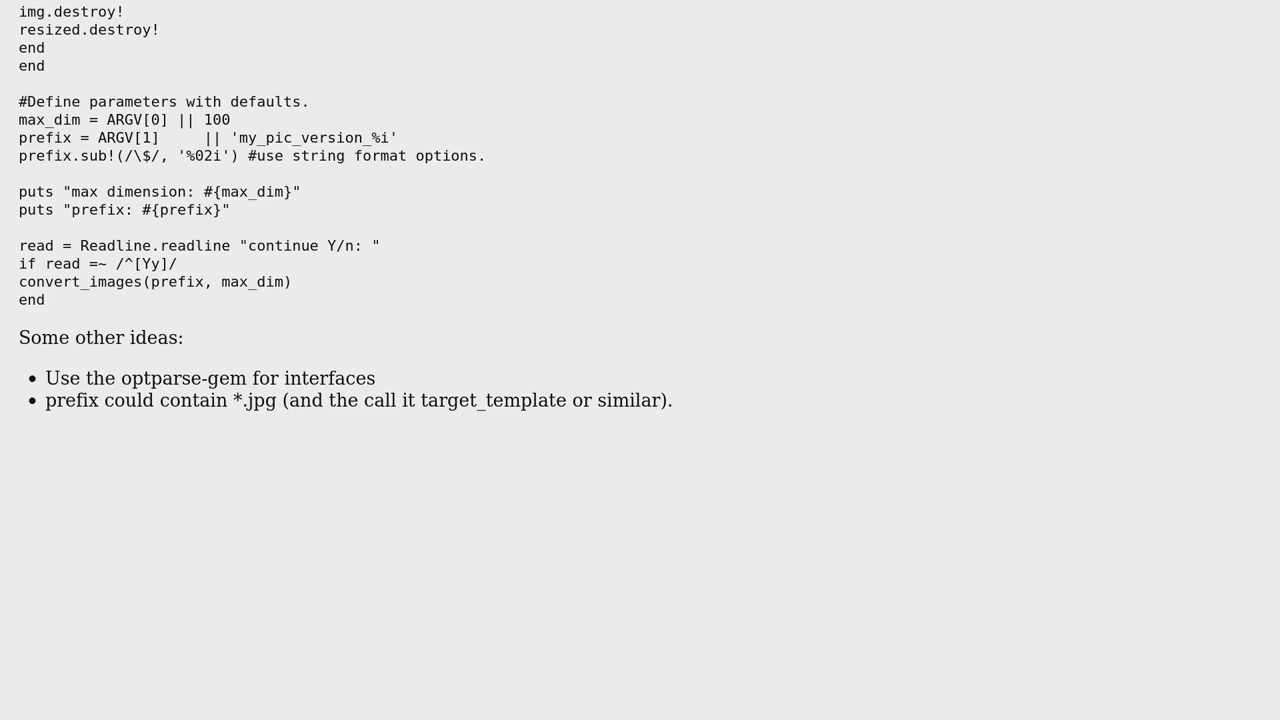 img.destroy!
resized.destroy!
end
end
#Define parameters with defaults.
max_dim = ARGV[0] || 100
prefix = ARGV[1]     || 'my_pic_version_%i'
prefix.sub!(/\$/, '%02i') #use string format options.
puts "max dimension: #{max_dim}"
puts "prefix: #{prefix}"
read = Readline.readline "continue Y/n: "
if read =~ /^[Yy]/
convert_images(prefix, max_dim)
end
Some other ideas:
• Use the optparse-gem for interfaces
• prefix could contain *.jpg (and the call it target_template or similar).